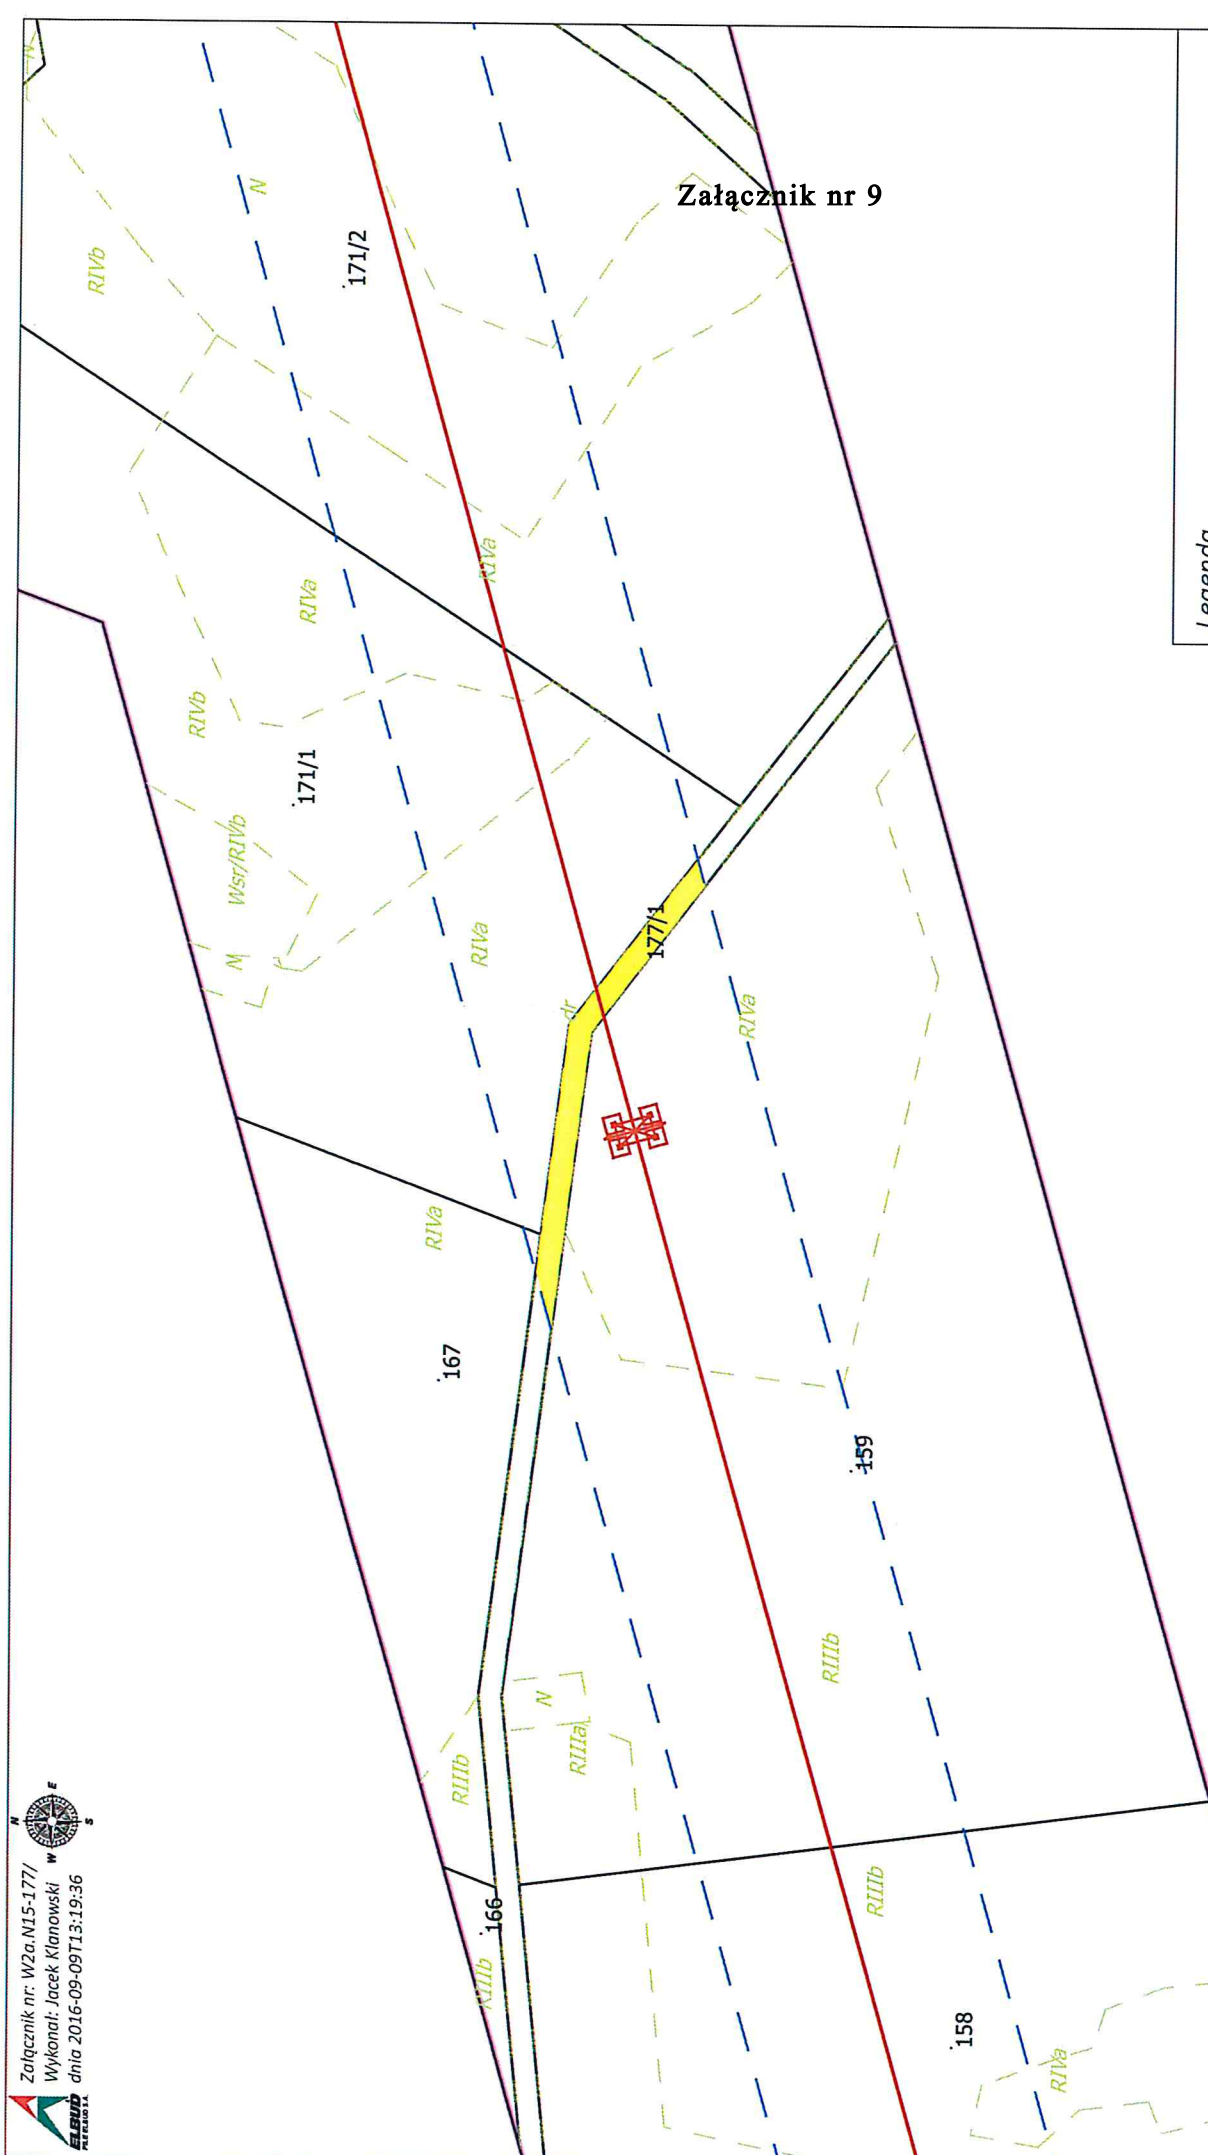 Załącznik nr: W2a.N15-177/
Wykonał: Jacek Klanowski
dnia 2016-09-09T13:19:36
ELBUD
N
E
S
W
Załącznik nr 9
N
RIVb
N
171/2
RIVa
RIVa
RIVb
171/1
Wsr/RIVb
N
RIVa
177/1
dr
RIVa
RIVa
167
159
RIIIb
N
RIIIa
RIIIb
166
RIIIb
RIIIb
158
RIVa
Legenda